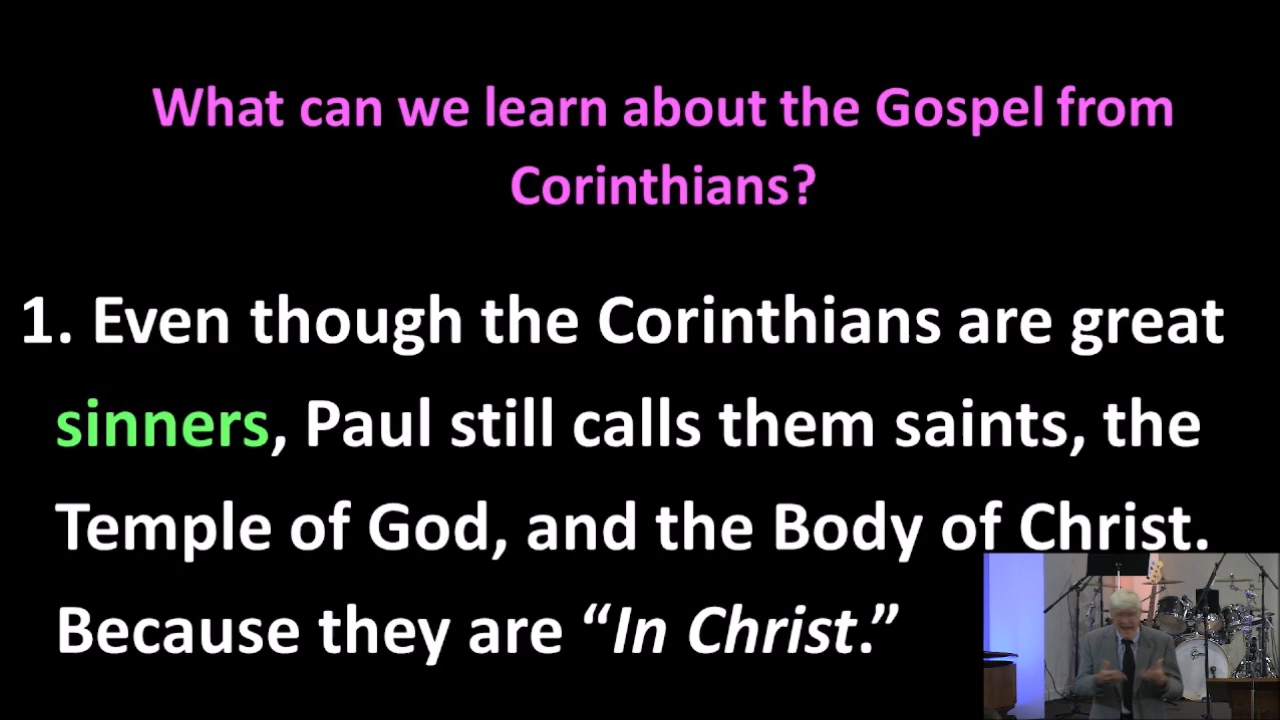 What can we learn about the Gospel from
Corinthians?
1. Even though the Corinthians are great
sinners, Paul still calls them saints, the
Temple of God, and the Body of Christ.
Because they are “In Christ.”